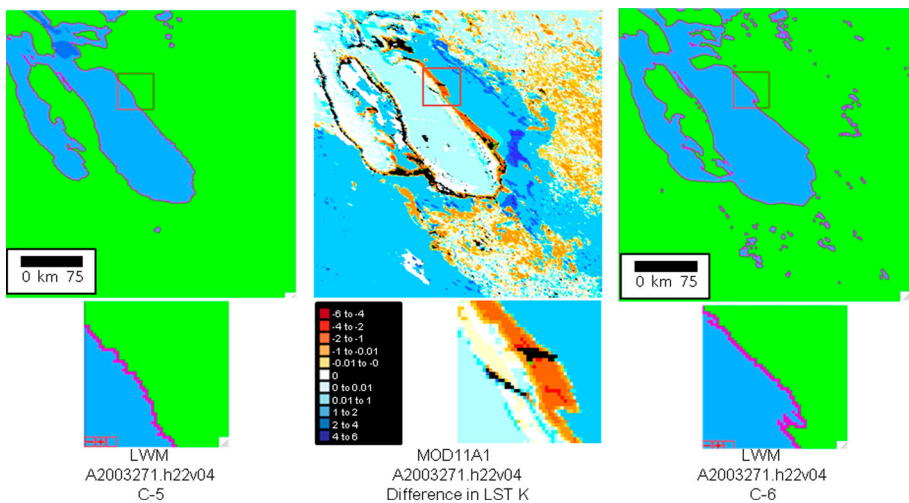 0 km 75
0 km 75
-6 to -4
-4 to -2
-2 to -1
-1 to -0.01
-0.01 to -0
0
0 to 0.01
0.01 to 1
1 to 2
2 to 4
4 to 6
LWM
A2003271.h22v04
C-5
MOD11A1
A2003271.h22v04
Difference in LST K
LWM
A2003271.h22v04
C-6